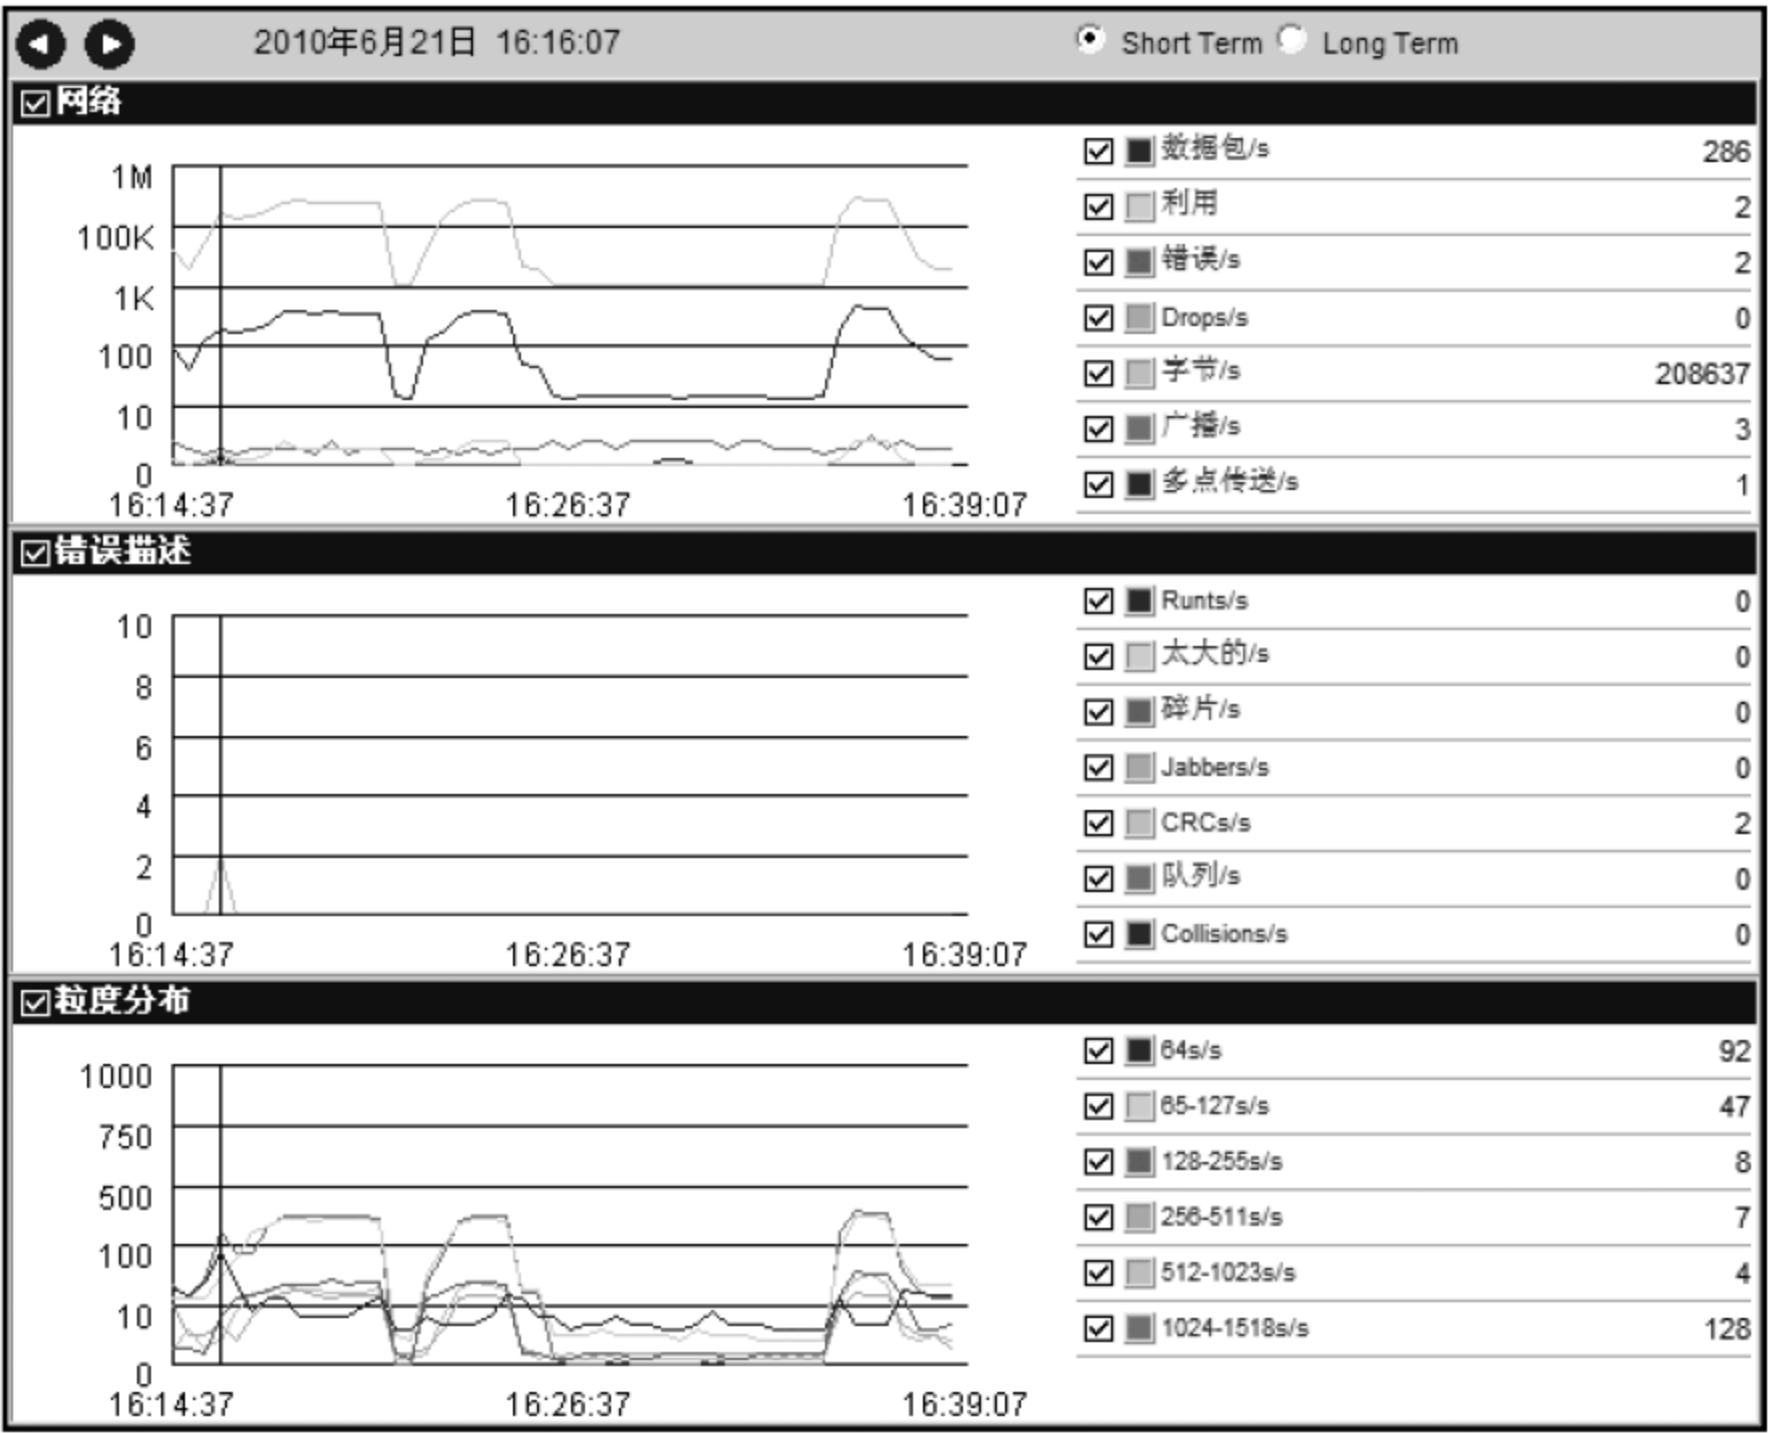 2010年6月21日 16:16:07 Short Term Long Term
网络
1M
100K
1K
100
10
0
16:14:37 16:26:37 16:39:07
数据包/s 286
利用 2
错误/s 2
Drops/s 0
字节/s 208637
广播/s 3
多点传送/s 1
错误描述
10
8
6
4
2
0
16:14:37 16:26:37 16:39:07
Runts/s 0
太大的/s 0
碎片/s 0
Jabbers/s 0
CRCs/s 2
队列/s 0
Collisions/s 0
粒度分布
1000
750
500
100
10
0
16:14:37 16:26:37 16:39:07
64s/s 92
65-127s/s 47
128-255s/s 8
256-511s/s 7
512-1023s/s 4
1024-1518s/s 128